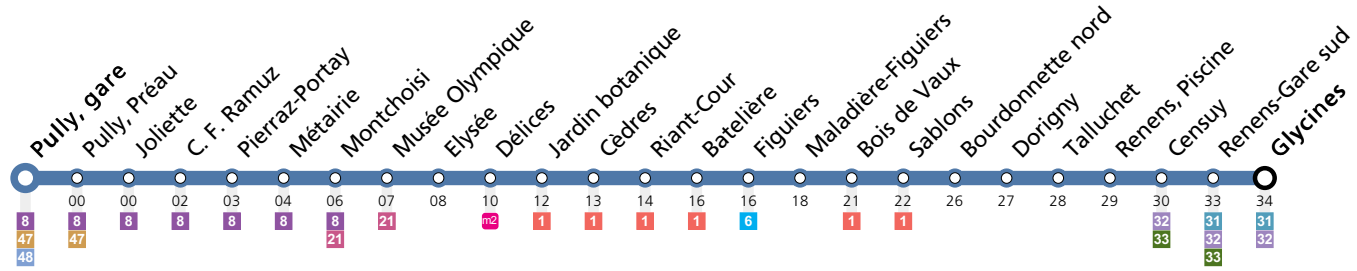 Pully, gare
Pully, Préau
Joliette
C. F. Ramuz
Pierraz-Portay
Métairie
Montchoisi
Musée Olympique
Elysée
Délices
Jardin botanique
Cèdres
Riant-Cour
Batelière
Figuiers
Maladière-Figuiers
Bois de Vaux
Sablons
Bourdonnette nord
Dorigny
Talluchet
Renens, Piscine
Censuy
Renens-Gare sud
Glycines
00 00 02 03 04 06 07 08 10 12 13 14 16 16 18 21 22 26 27 28 29 30 33 34
8 8 8 8 8 8 8 21 m2 1 1 1 1 6 1 1 32 31 31
47 47 21 33 32 32
48 33